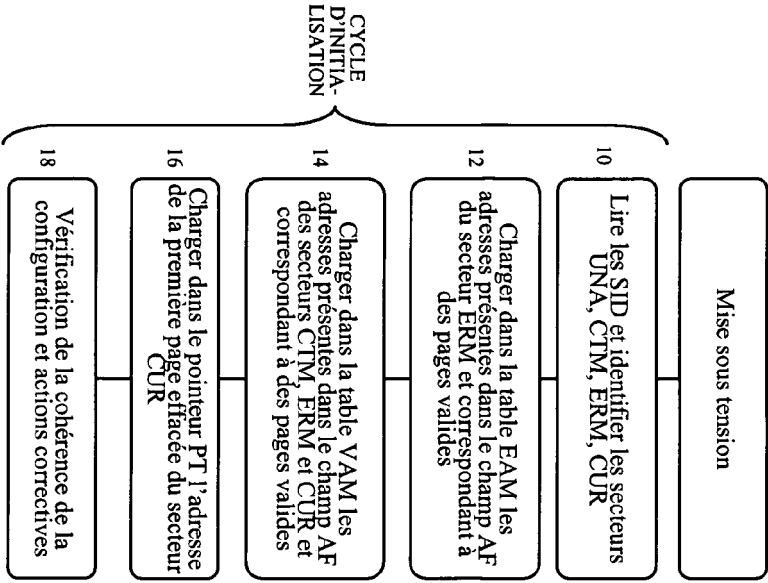 Mise sous tension
CYCLE
D'INITIA-
LISATION
10
Lire les SID et identifier les secteurs
UNA, CTM, ERM, CUR
12
Charger dans la table EAM les
adresses présentes dans le champ AF
du secteur ERM et correspondant à
des pages valides
14
Charger dans la table VAM les
adresses présentes dans le champ AF
des secteurs CTM, ERM et CUR et
correspondant à des pages valides
16
Charger dans le pointeur PT l'adresse
de la première page effacée du secteur
CUR
18
Vérification de la cohérence de la
configuration et actions correctives